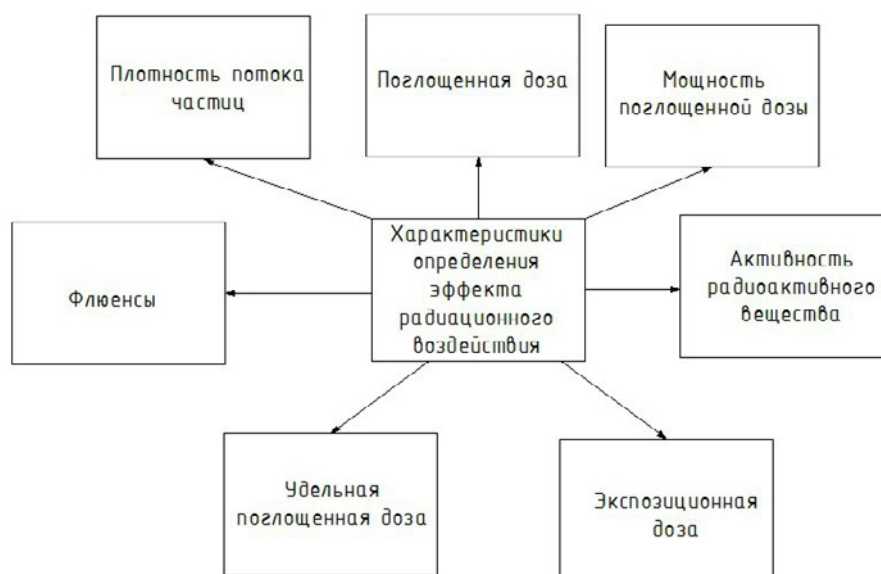 Плотность потока
частиц
Поглощенная доза
Мощность
поглощенной дозы
Флюенсы
Характеристики
определения
эффекта
радиационного
воздействия
Активность
радиоактивного
вещества
Удельная
поглощенная доза
Экспозиционная
доза